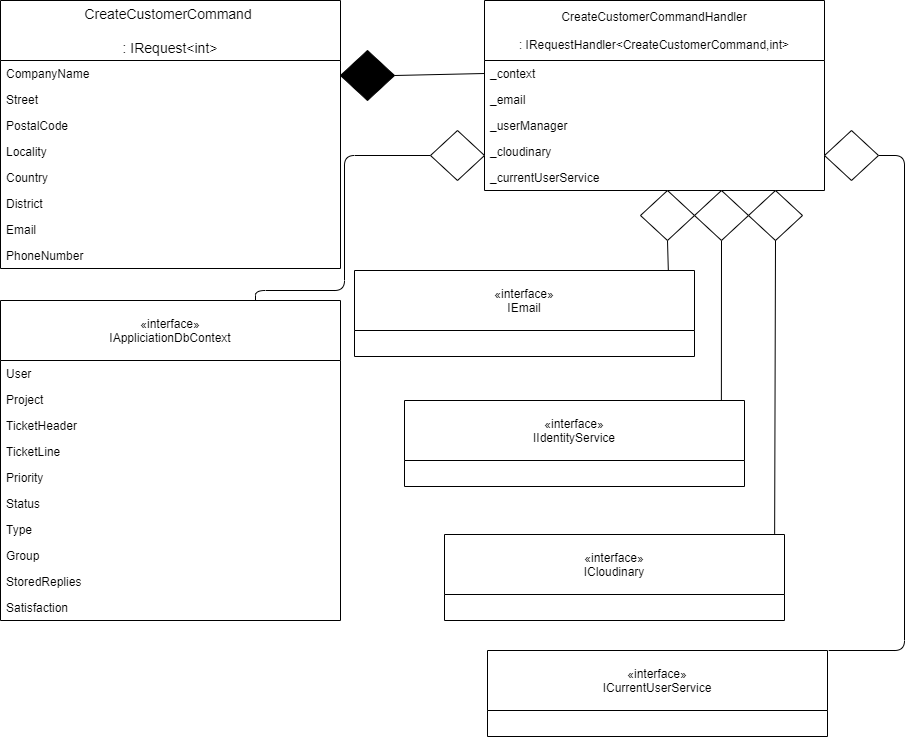 CreateCustomerCommand
: IRequest<int>
CompanyName
Street
PostalCode
Locality
Country
District
Email
PhoneNumber
CreateCustomerCommandHandler
: IRequestHandler<CreateCustomerCommand,int>
_context
_email
_userManager
_cloudinary
_currentUserService
«interface»
IAppliciationDbContext
User
Project
TicketHeader
TicketLine
Priority
Status
Type
Group
StoredReplies
Satisfaction
«interface»
IEmail
«interface»
IIdentityService
«interface»
ICloudinary
«interface»
ICurrentUserService